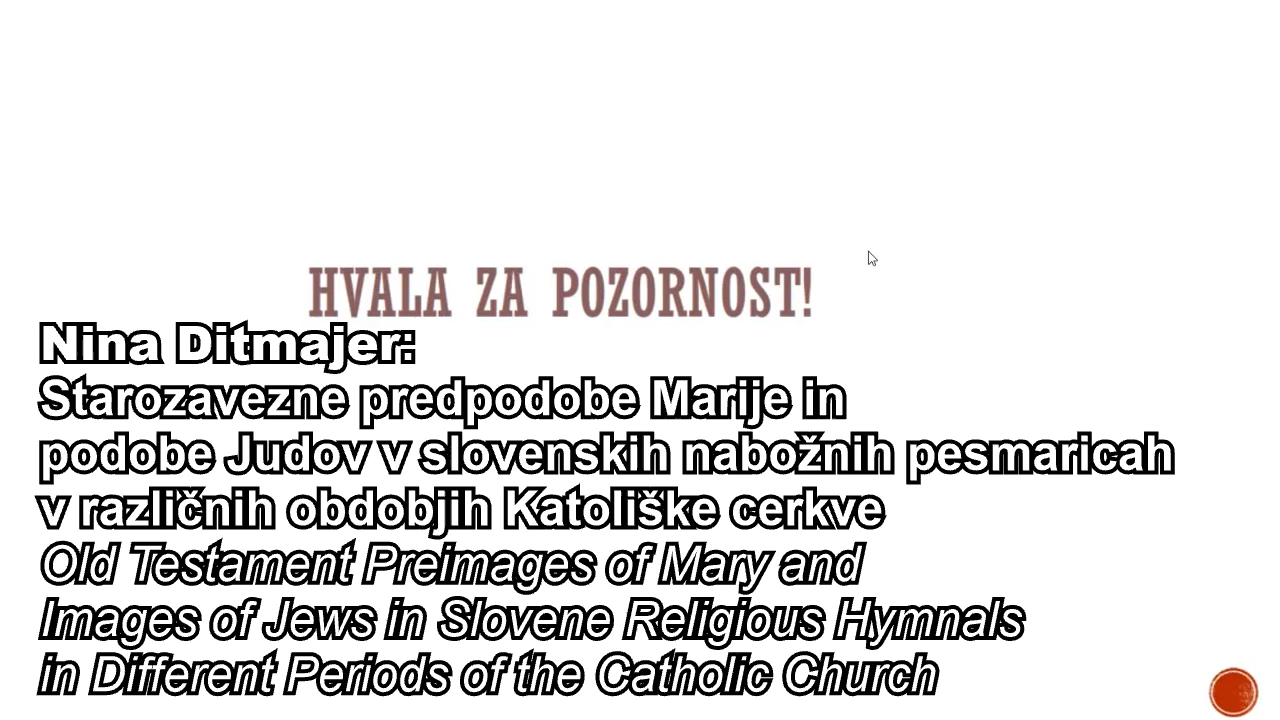 HVALA ZA POZORNOST!
Nina Ditmajer:
Starozavezne predpodobe Marije in
podobe Judov v slovenskih nabožnih pesmaricah
v različnih obdobjih Katoliške cerkve
Old Testament Preimages of Mary and
Images of Jews in Slovene Religious Hymnals
in Different Periods of the Catholic Church